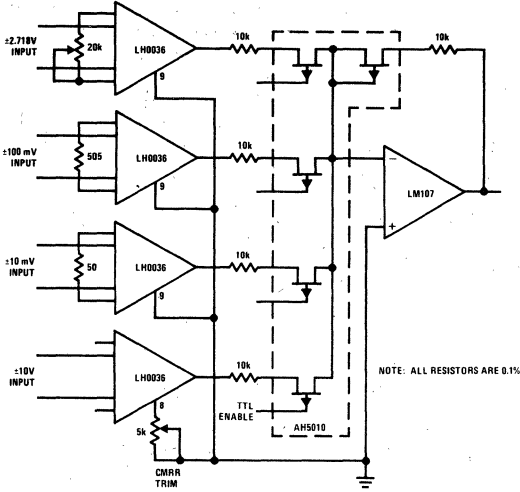 ±2.718V
INPUT
20k
LH0036
9
10k
10k
±100 mV
INPUT
505
LH0036
9
10k
LM107
±10 mV
INPUT
50
LH0036
9
10k
±10V
INPUT
LH0036
8
10k
NOTE: ALL RESISTORS ARE 0.1%
TTL
ENABLE
AH5010
5k
CMRR
TRIM